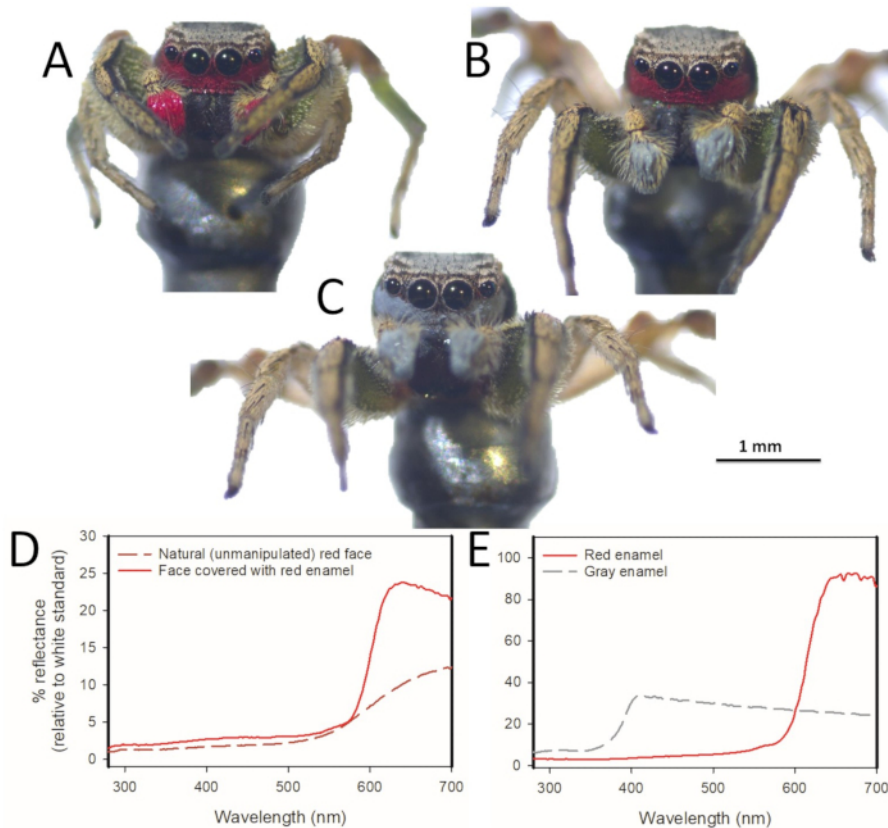 A
B
C
1 mm
D
% reflectance
(relative to white standard)
30
25
20
15
10
5
0
Natural (unmanipulated) red face
Face covered with red enamel
300 400 500 600 700
Wavelength (nm)
E
100
80
60
40
20
0
Red enamel
Gray enamel
300 400 500 600 700
Wavelength (nm)